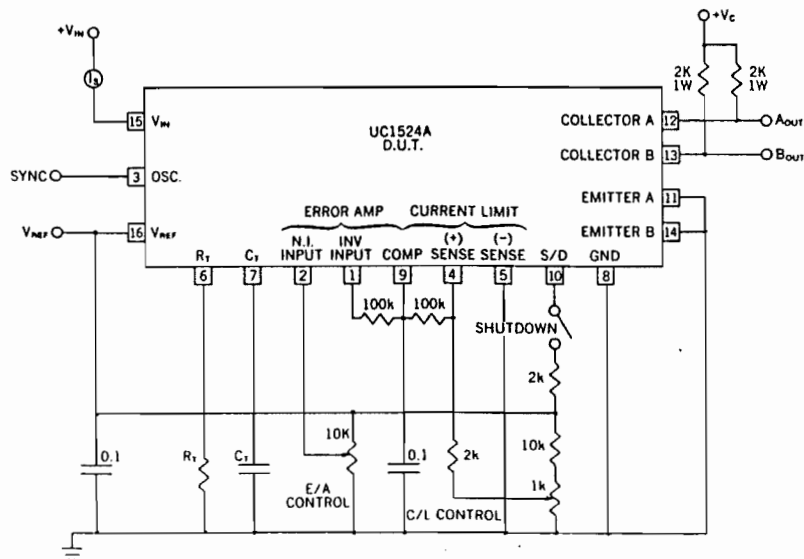 +VIN
+VC
IS
2K
1W
2K
1W
15 VIN
UC1524A
D.U.T.
COLLECTOR A 12
AOUT
COLLECTOR B 13
BOUT
SYNC
3 OSC.
EMITTER A 11
VREF
16 VREF
ERROR AMP
CURRENT LIMIT
EMITTER B 14
RT
CT
N.I.
INPUT
INV
INPUT
COMP
(+)
SENSE
(-)
SENSE
S/D
GND
6
7
2
1
9
4
5
10
8
100k
100k
SHUTDOWN
2k
0.1
RT
CT
10K
E/A
CONTROL
0.1
2k
10k
1k
C/L CONTROL